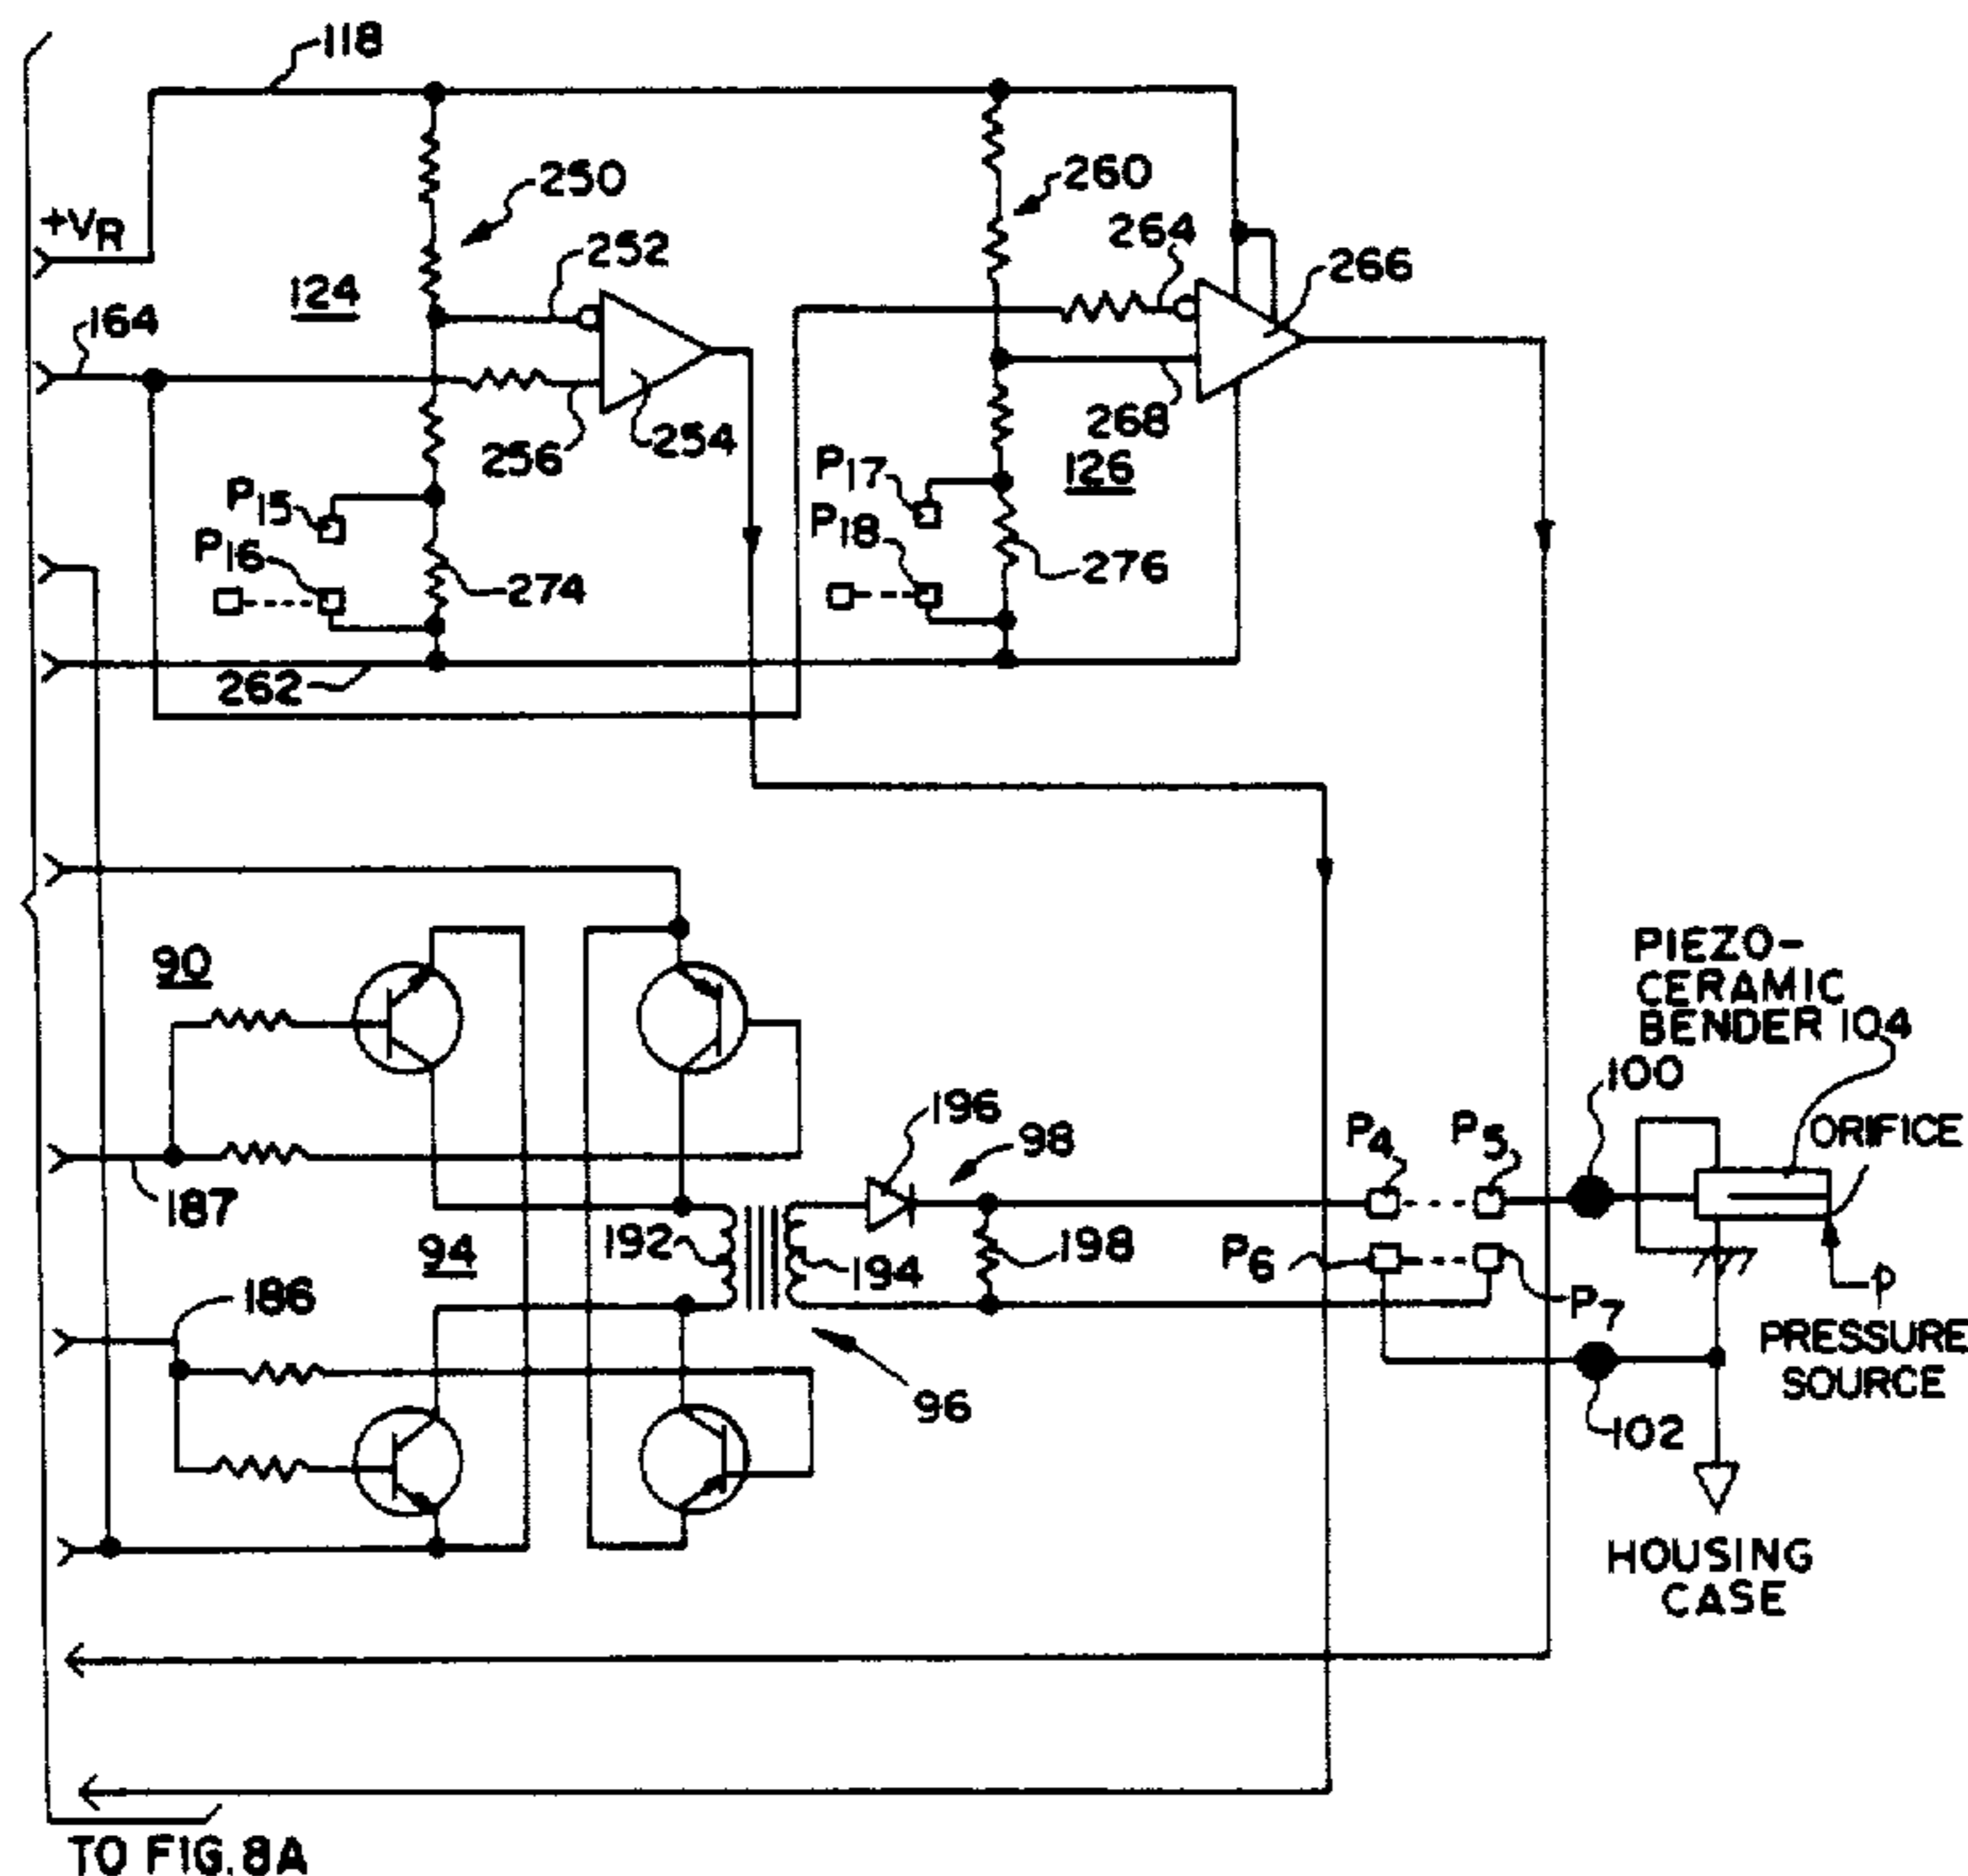 118
+VR
250
260
252
264
266
124
164
256
254
268
P15
P17
126
P16
P18
274
276
262
90
PIEZO-
CERAMIC
BENDER 104
100
196
98
P4
P5
ORIFICE
187
94
192
194
198
P6
P7
P
186
96
PRESSURE
SOURCE
102
HOUSING
CASE
TO FIG. 8A